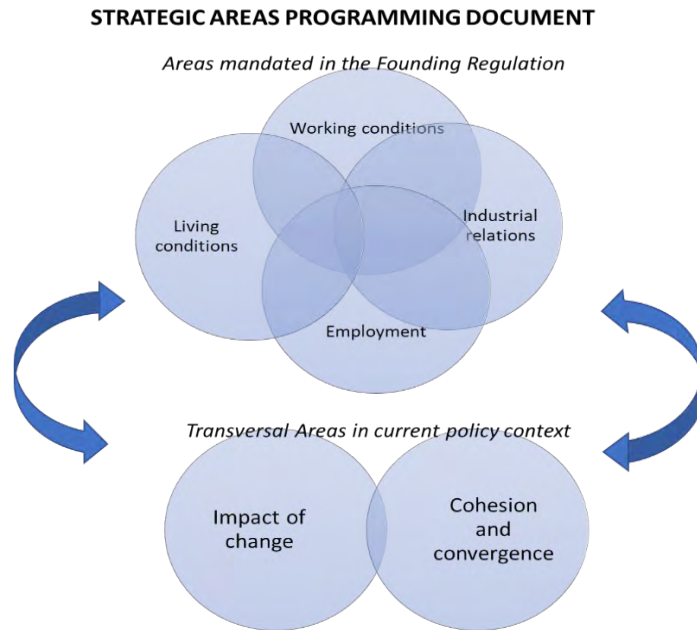 STRATEGIC AREAS PROGRAMMING DOCUMENT
Areas mandated in the Founding Regulation
Working conditions
Living
conditions
Industrial
relations
Employment
Transversal Areas in current policy context
Impact of
change
Cohesion
and
convergence